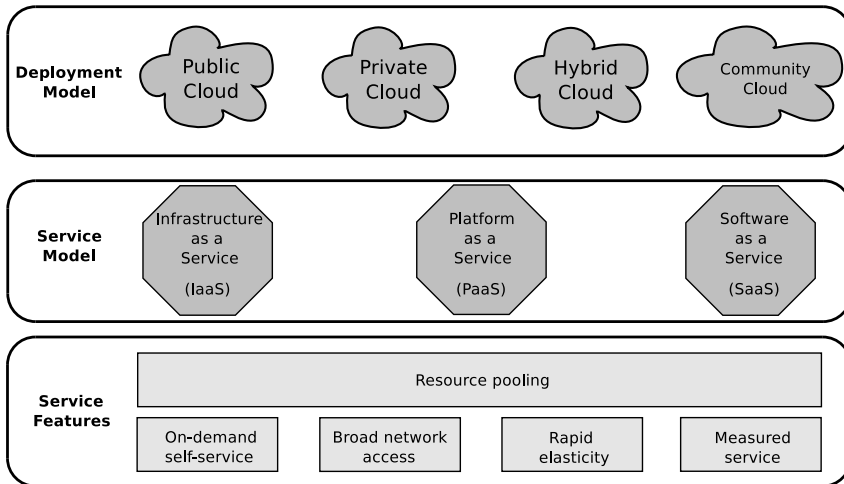 Deployment
Model
Public
Cloud
Private
Cloud
Hybrid
Cloud
Community
Cloud
Service
Model
Infrastructure
as a
Service
(IaaS)
Platform
as a
Service
(PaaS)
Software
as a
Service
(SaaS)
Service
Features
Resource pooling
On-demand
self-service
Broad network
access
Rapid
elasticity
Measured
service